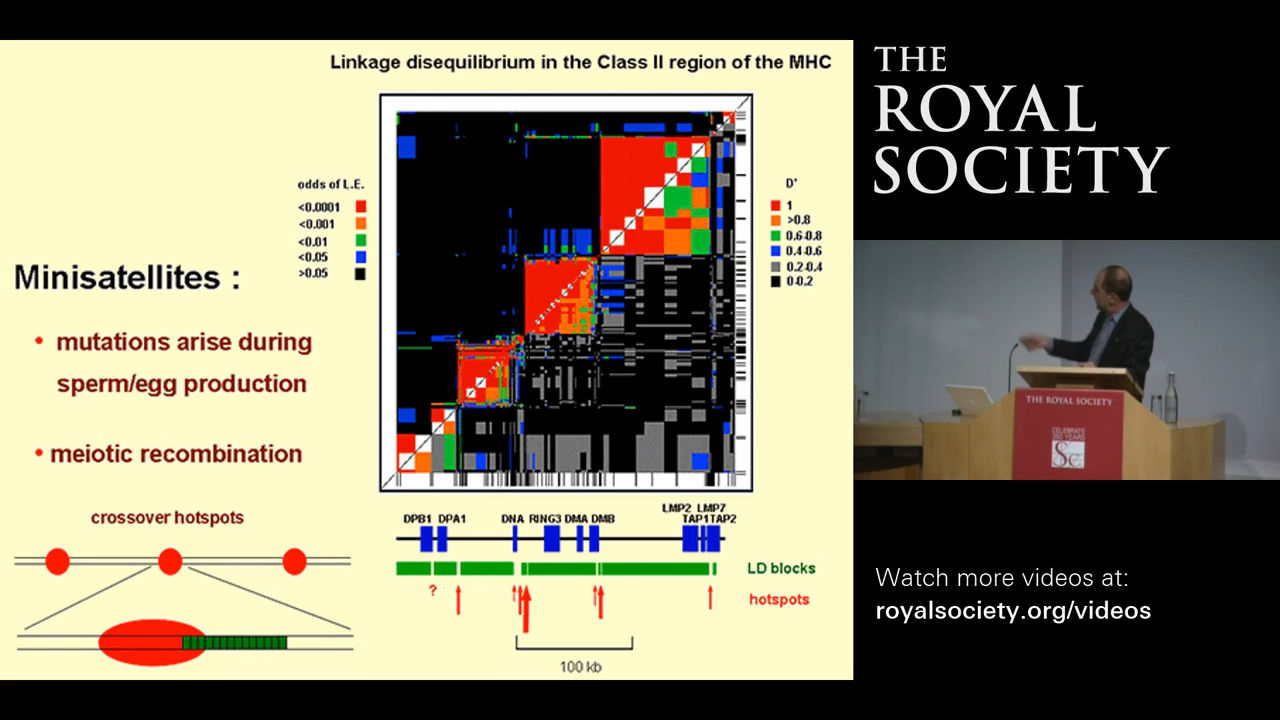 Linkage disequilibrium in the Class II region of the MHC
odds of L.E.
<0.0001
<0.001
<0.01
<0.05
>0.05
D'
1
>0.8
0.6-0.8
0.4-0.6
0.2-0.4
0-0.2
Minisatellites :
• mutations arise during
sperm/egg production
• meiotic recombination
crossover hotspots
LMP2 LMP7
DPB1 DPA1 DNA RING3 DMA DMB TAP1 TAP2
LD blocks
?
hotspots
100 kb
THE
ROYAL
SOCIETY
THE ROYAL SOCIETY
CELEBRATE
350 YEARS
Watch more videos at:
royalsociety.org/videos